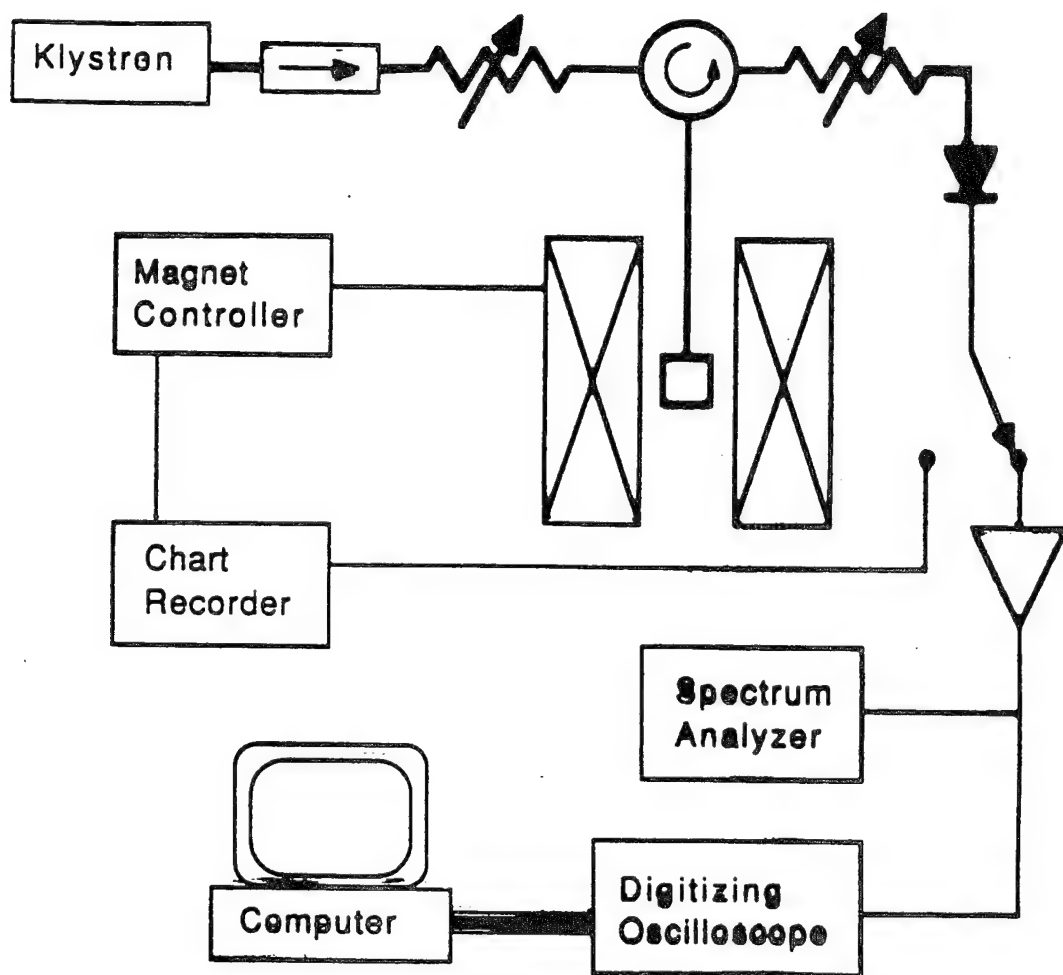 Klystron
Magnet
Controller
Chart
Recorder
Spectrum
Analyzer
Computer
Digitizing
Oscilloscope